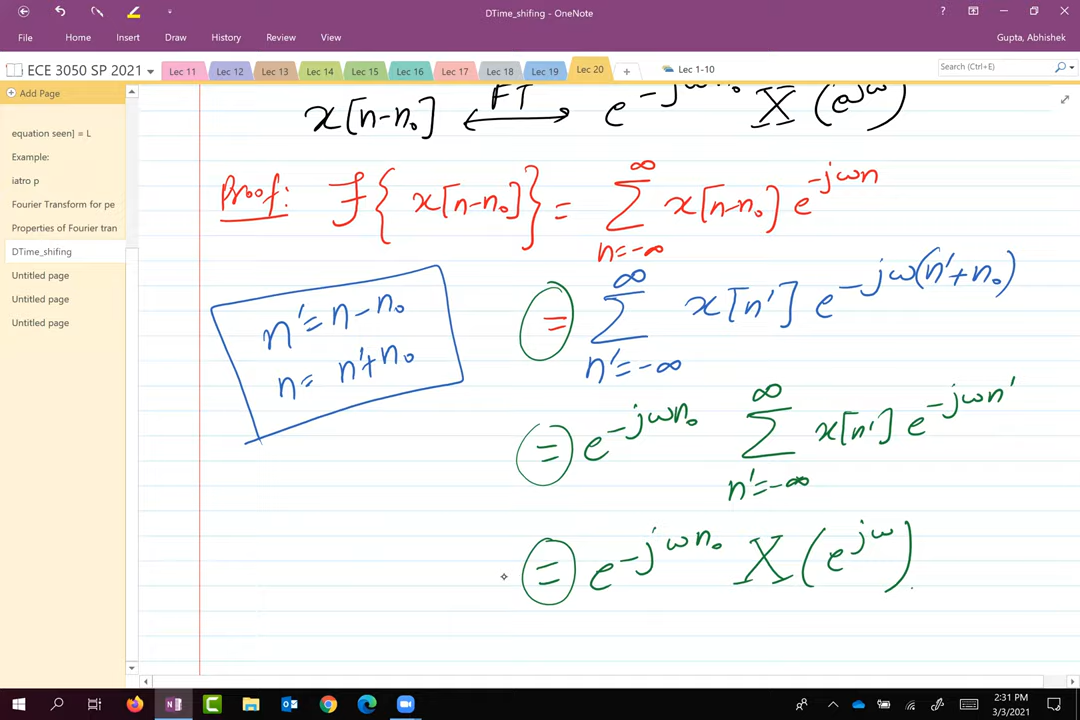 DTime_shifing - OneNote
? Gupta, Abhishek
File Home Insert Draw History Review View
ECE 3050 SP 2021 Lec 11 Lec 12 Lec 13 Lec 14 Lec 15 Lec 16 Lec 17 Lec 18 Lec 19 Lec 20 + Lec 1-10 Search (Ctrl+E)
Add Page
equation seen] = L
Example:
iatro p
Fourier Transform for pe
Properties of Fourier tran
DTime_shifing
Untitled page
Untitled page
Untitled page
x[n-n₀] <—FT—> e^{-jωn₀} X(e^{jω})
Proof: F{x[n-n₀]} = Σ_{n=-∞}^{∞} x[n-n₀] e^{-jωn}
= Σ_{n'=-∞}^{∞} x[n'] e^{-jω(n'+n₀)}
n' = n-n₀
n = n'+n₀
= e^{-jωn₀} Σ_{n'=-∞}^{∞} x[n'] e^{-jωn'}
= e^{-jωn₀} X(e^{jω})
2:31 PM
3/3/2021